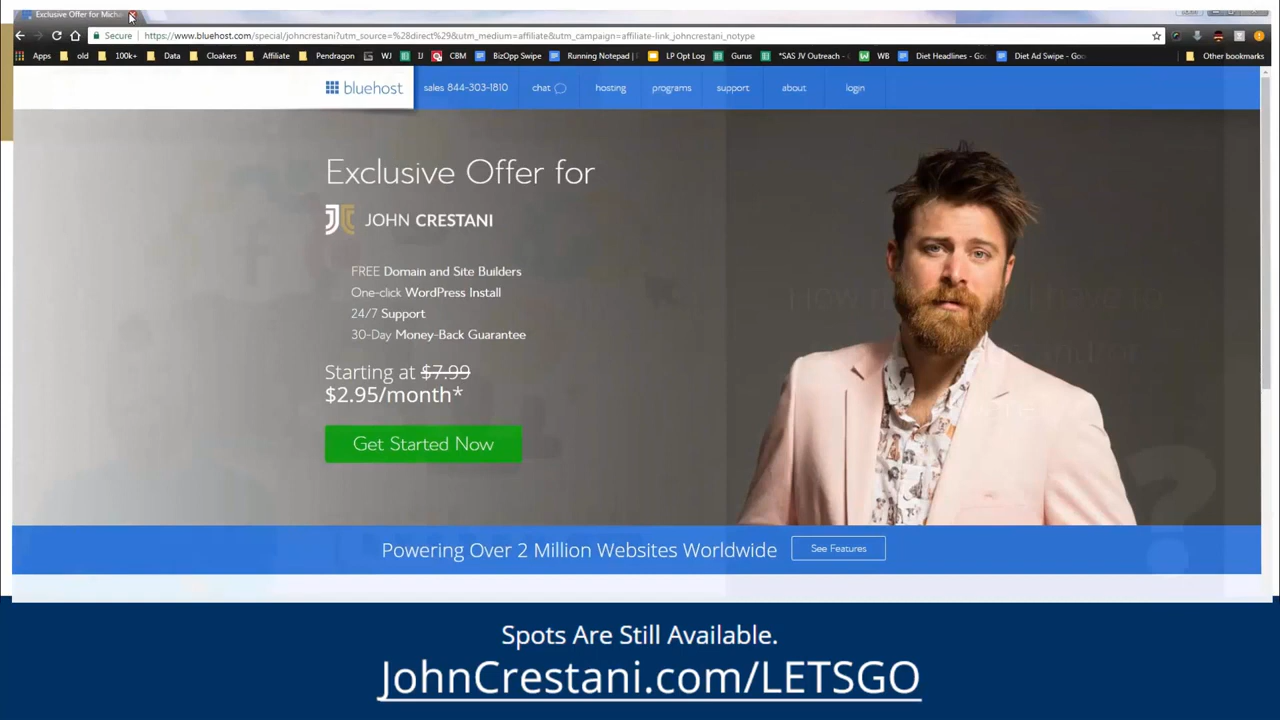 Exclusive Offer for Micha
Secure https://www.bluehost.com/special/johncrestani?utm_source=%28direct%29&utm_medium=affiliate&utm_campaign=affiliate-link_johncrestani_notype
Apps old 100k+ Data Cloakers Affiliate Pendragon WJ IJ CBM BizOpp Swipe Running Notepad LP Opt Log Gurus *SAS JV Outreach - WB Diet Headlines - Goo Diet Ad Swipe - Goo Other bookmarks
bluehost sales 844-303-1810 chat hosting programs support about login
Exclusive Offer for
JOHN CRESTANI
FREE Domain and Site Builders
One-click WordPress Install
24/7 Support
30-Day Money-Back Guarantee
Starting at $7.99
$2.95/month*
Get Started Now
Powering Over 2 Million Websites Worldwide See Features
Spots Are Still Available.
JohnCrestani.com/LETSGO